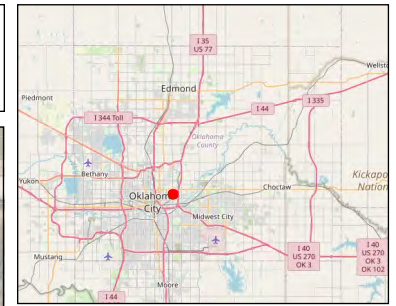 I 35
US 77
Wellsto
Edmond
Piedmont
I 44
I 335
I 344 Toll
Oklahoma
County
Bethany
Yukon
Kickapo
Nation
Choctaw
Oklahom
City
Midwest City
Mustang
I 40
US 270
OK 3
I 40
US 270
OK 3
OK 102
Moore
I 44